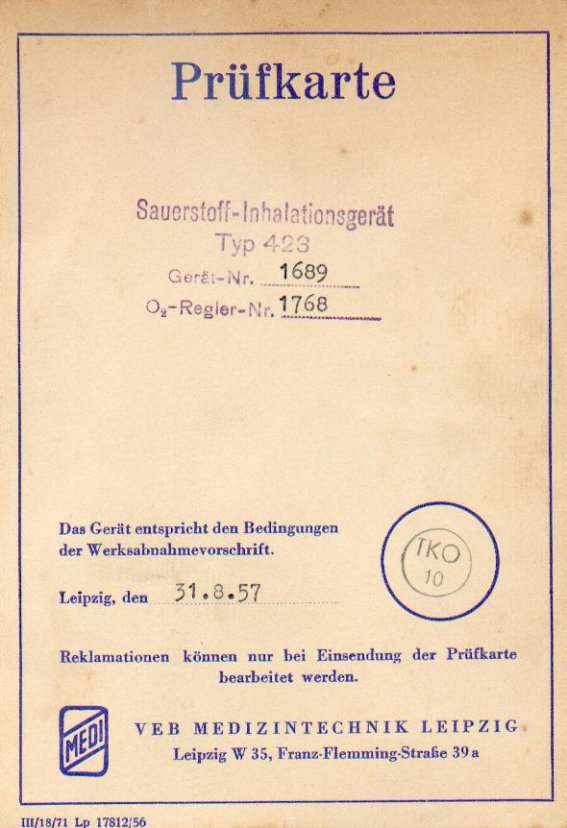 Prüfkarte
Sauerstoff-Inhalationsgerät
Typ 423
Gerät-Nr. 1689
O₂-Regler-Nr. 1768
Das Gerät entspricht den Bedingungen
der Werksabnahmevorschrift.
TKO
10
Leipzig, den 31.8.57
Reklamationen können nur bei Einsendung der Prüfkarte
bearbeitet werden.
MEDI
VEB MEDIZINTECHNIK LEIPZIG
Leipzig W 35, Franz-Flemming-Straße 39a
III/18/71 Lp 17812/56